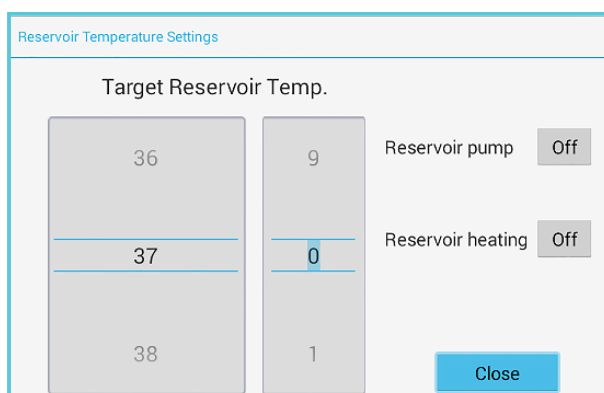 Reservoir Temperature Settings
Target Reservoir Temp.
36 9
Reservoir pump Off
37 0
Reservoir heating Off
38 1
Close